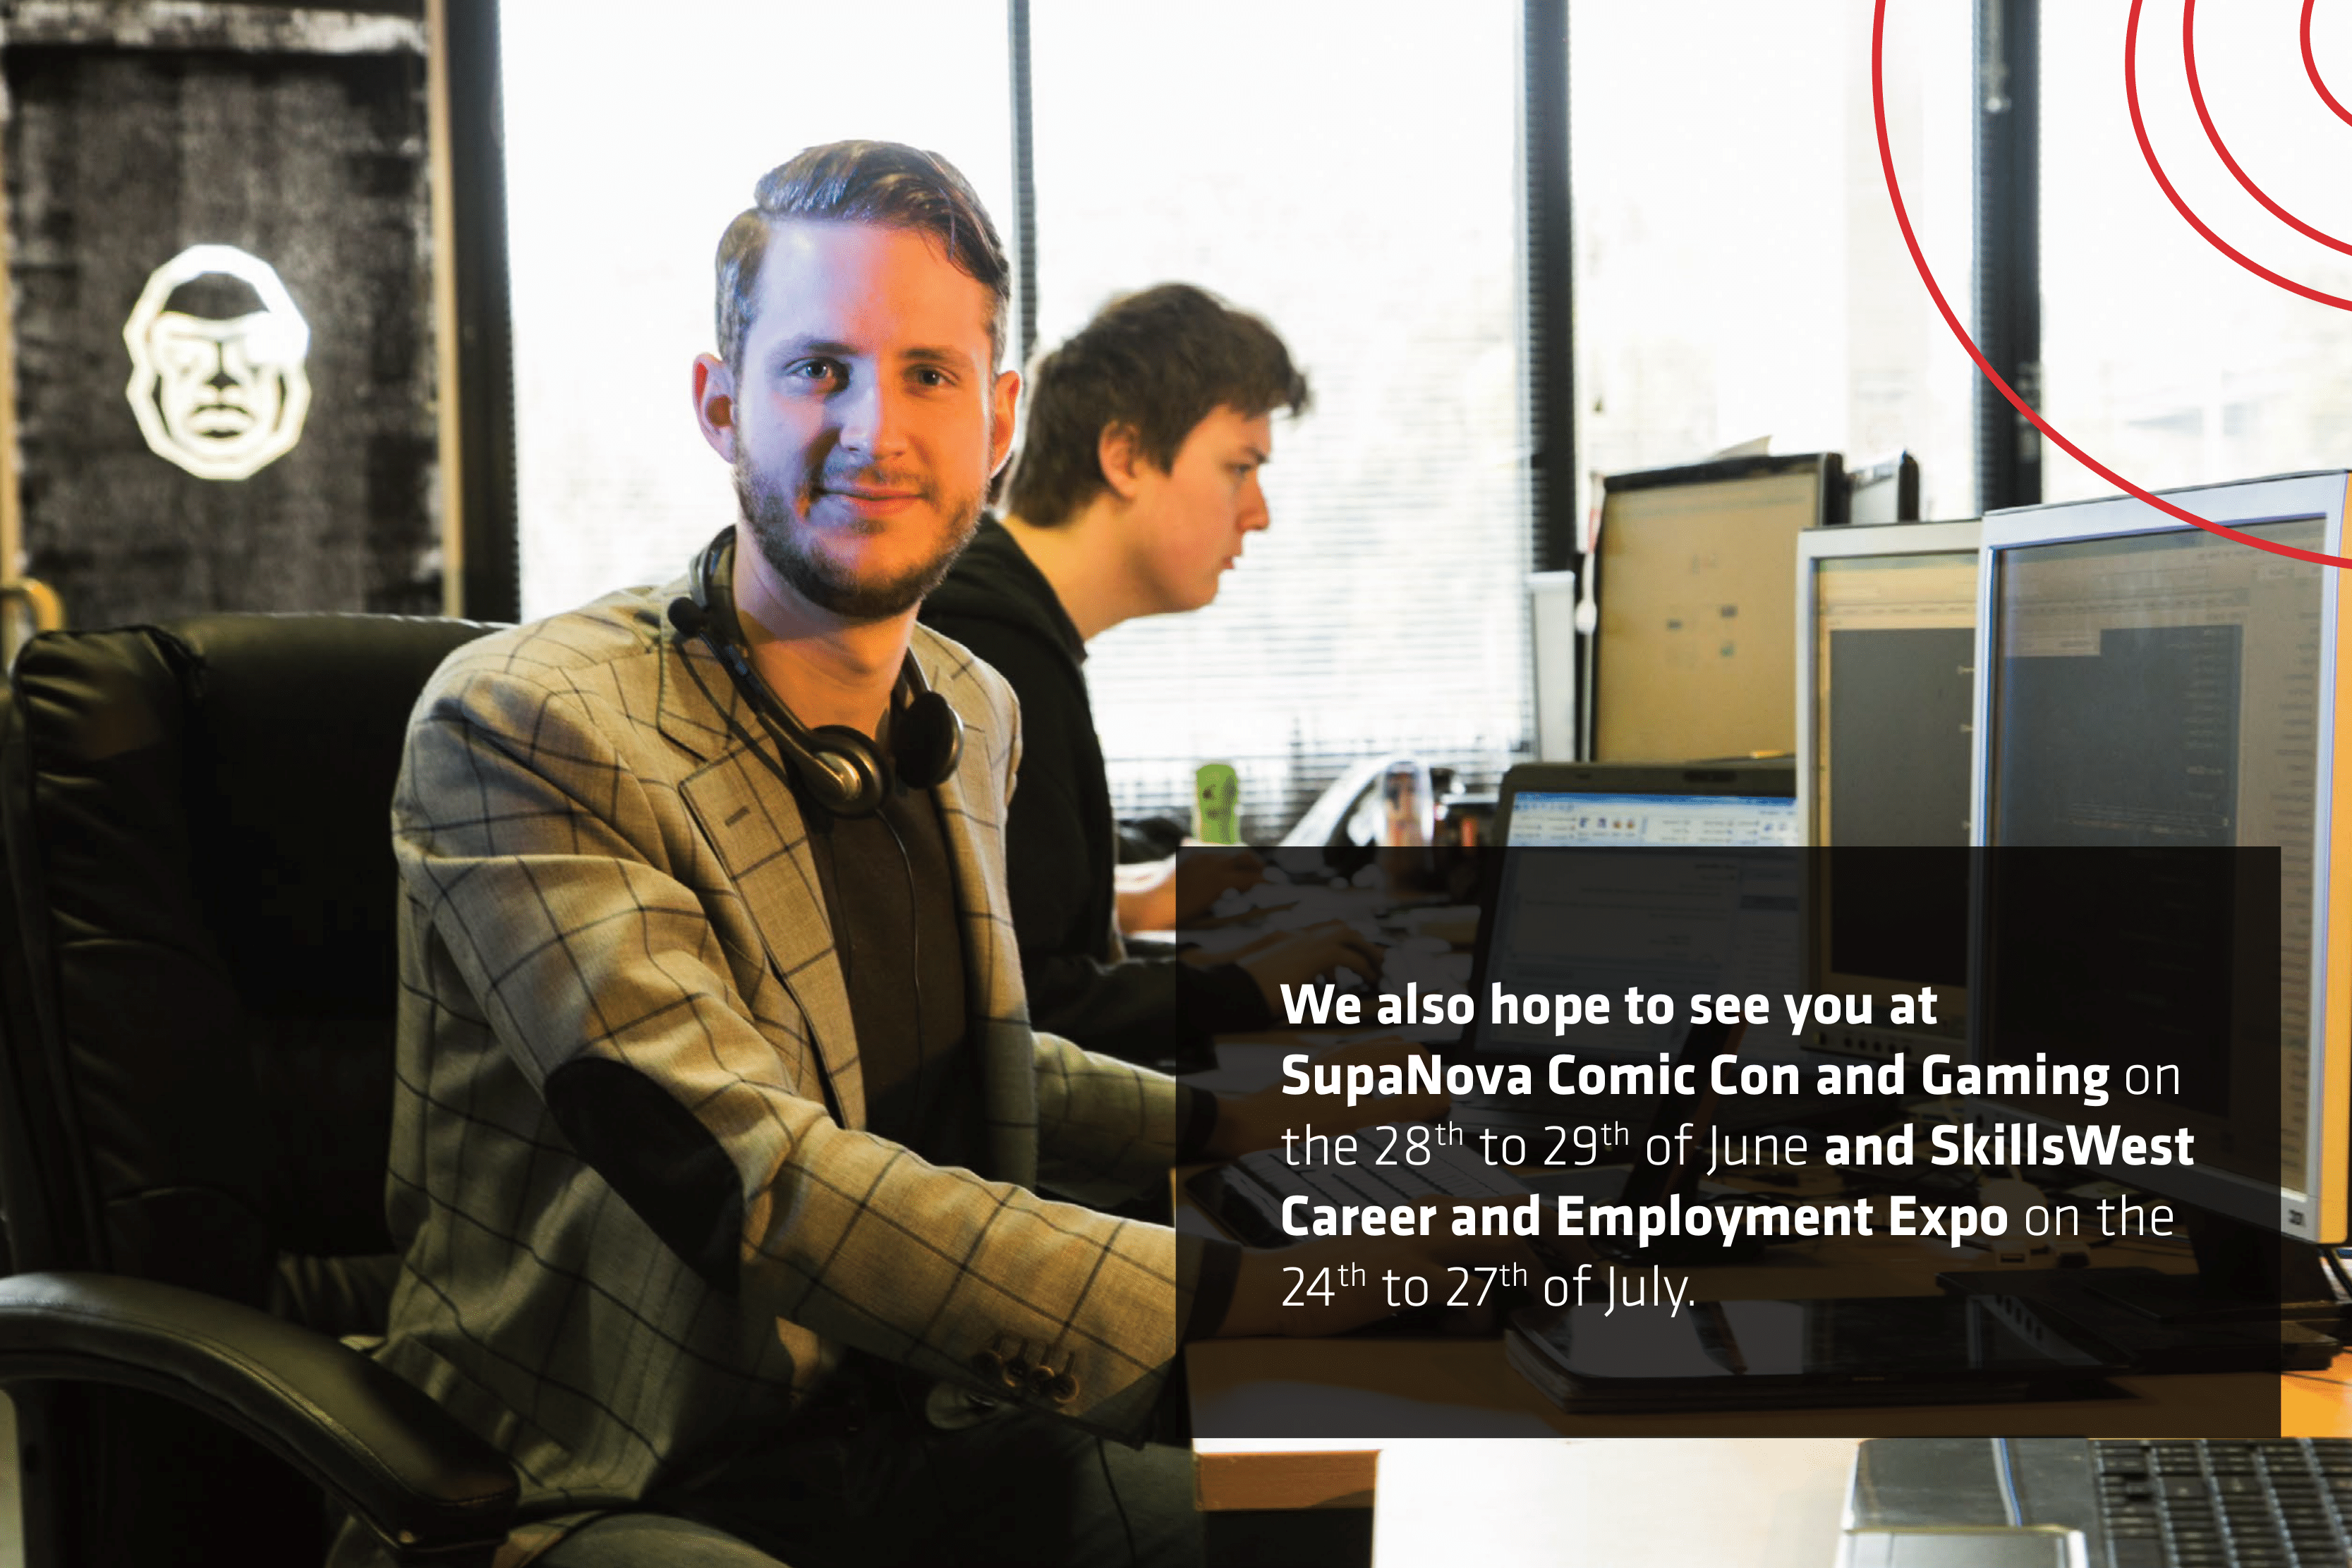 We also hope to see you at
SupaNova Comic Con and Gaming on
the 28th to 29th of June and SkillsWest
Career and Employment Expo on the
24th to 27th of July.